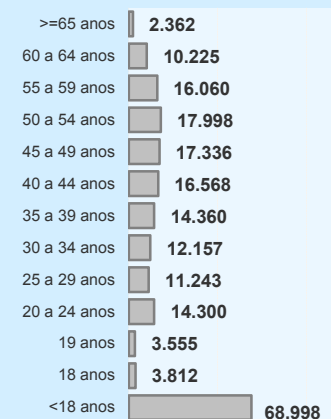 >=65 anos 2.362
60 a 64 anos 10.225
55 a 59 anos 16.060
50 a 54 anos 17.998
45 a 49 anos 17.336
40 a 44 anos 16.568
35 a 39 anos 14.360
30 a 34 anos 12.157
25 a 29 anos 11.243
20 a 24 anos 14.300
19 anos 3.555
18 anos 3.812
<18 anos 68.998